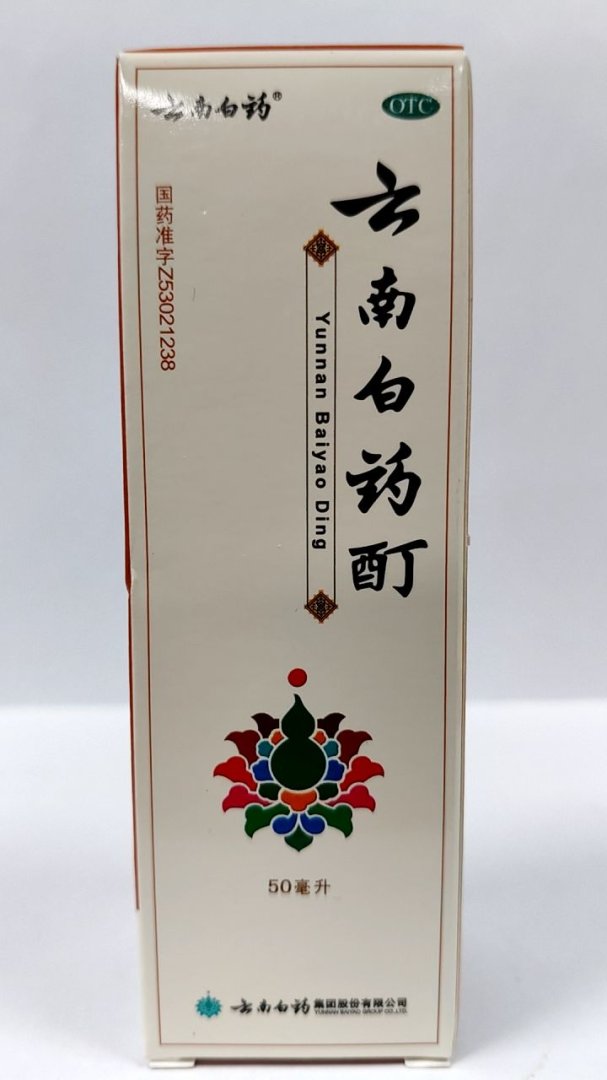 云南白药®
OTC
国药准字Z53021238
云南白药酊
Yunnan Baiyao Ding
50毫升
云南白药集团股份有限公司
YUNNAN BAIYAO GROUP CO.,LTD.